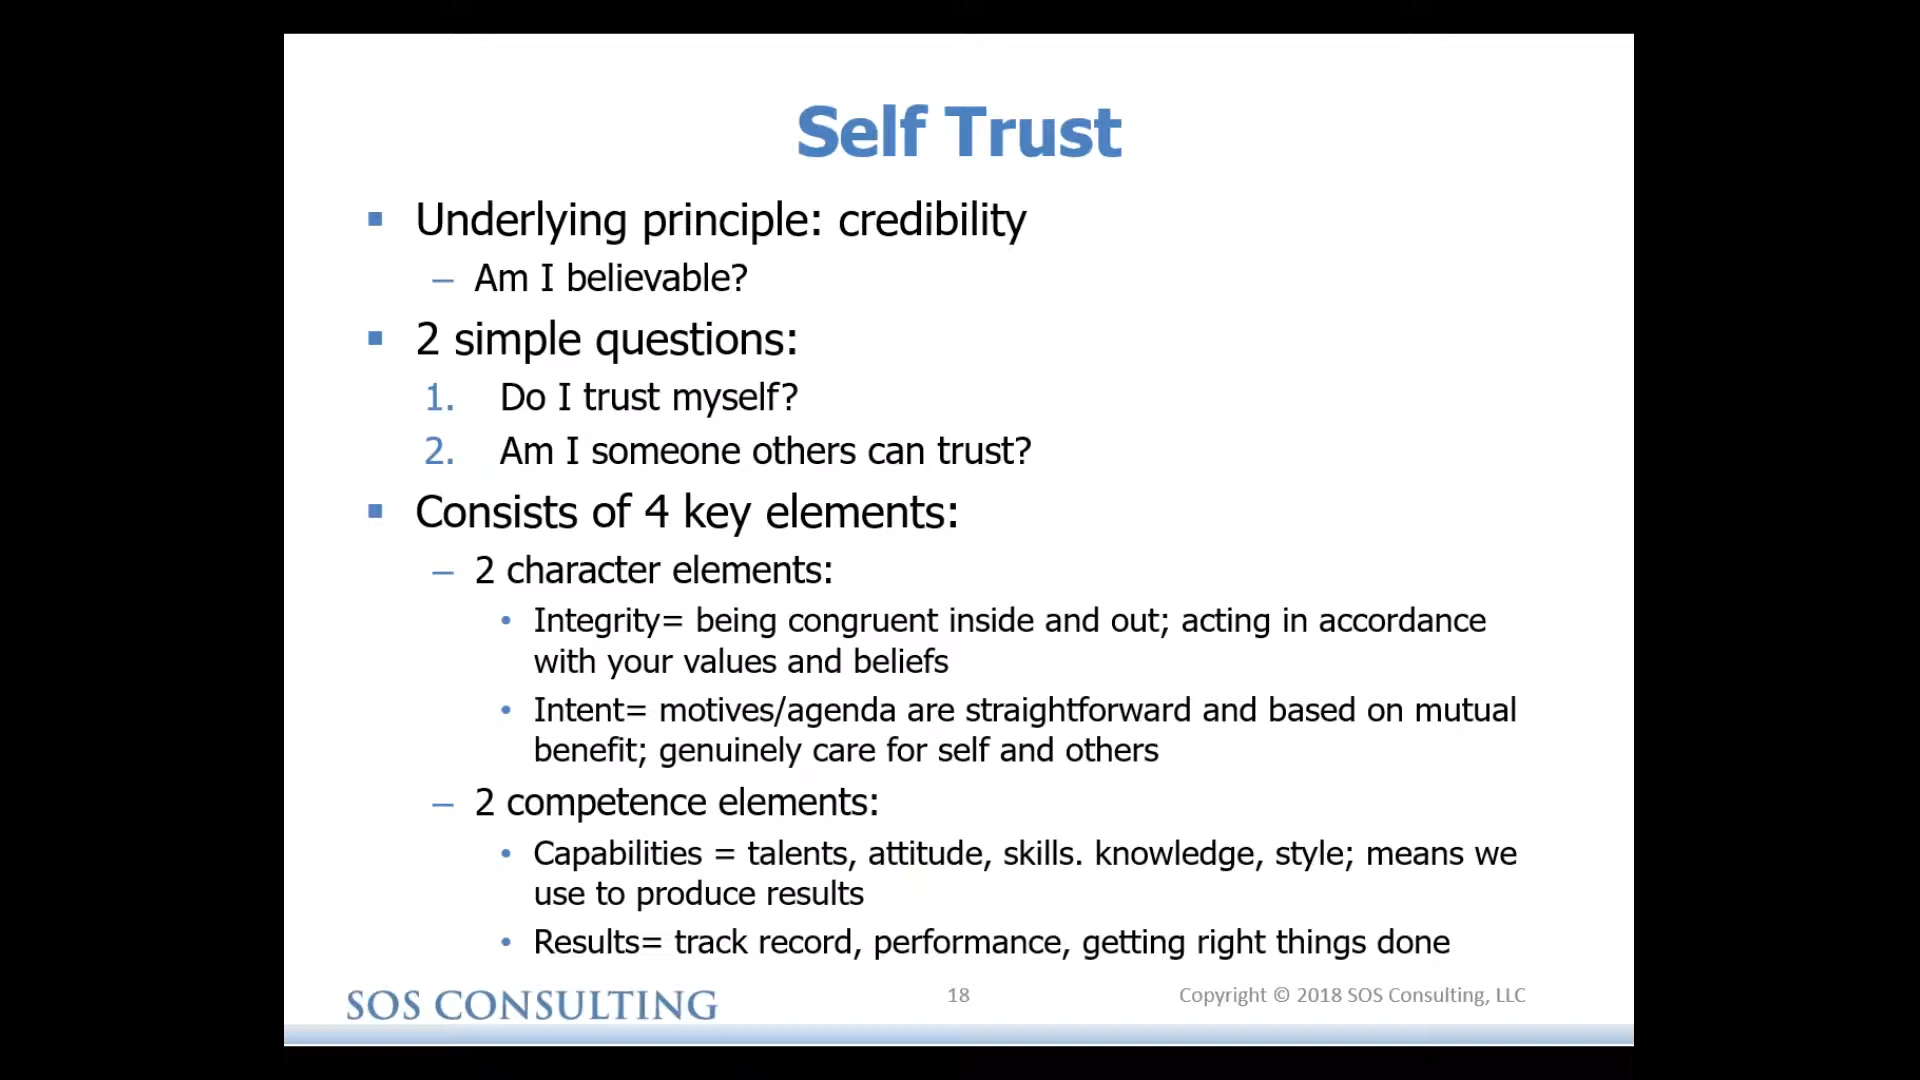 Self Trust
▪ Underlying principle: credibility
– Am I believable?
▪ 2 simple questions:
1. Do I trust myself?
2. Am I someone others can trust?
▪ Consists of 4 key elements:
– 2 character elements:
• Integrity= being congruent inside and out; acting in accordance
with your values and beliefs
• Intent= motives/agenda are straightforward and based on mutual
benefit; genuinely care for self and others
– 2 competence elements:
• Capabilities = talents, attitude, skills. knowledge, style; means we
use to produce results
• Results= track record, performance, getting right things done
SOS CONSULTING
18
Copyright © 2018 SOS Consulting, LLC